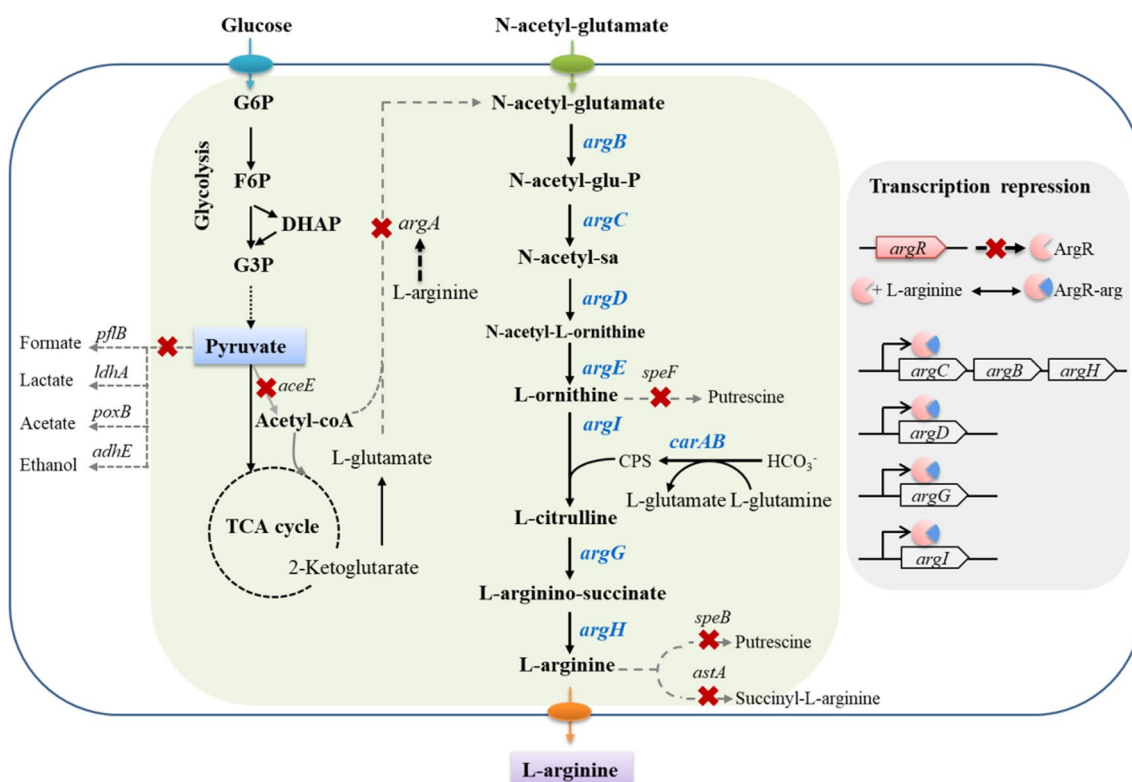 Glucose
N-acetyl-glutamate
G6P
N-acetyl-glutamate
Glycolysis
argB
F6P
N-acetyl-glu-P
DHAP
argA
argC
G3P
N-acetyl-sa
L-arginine
argD
Formate
pflB
Pyruvate
N-acetyl-L-ornithine
Lactate
ldhA
aceE
argE
speF
L-ornithine
Putrescine
Acetate
poxB
Acetyl-coA
argI
carAB
Ethanol
adhE
L-glutamate
CPS
HCO₃⁻
L-glutamate
L-glutamine
TCA cycle
L-citrulline
2-Ketoglutarate
argG
L-arginino-succinate
argH
speB
Putrescine
L-arginine
astA
Succinyl-L-arginine
L-arginine
Transcription repression
argR
ArgR
+ L-arginine
ArgR-arg
argC
argB
argH
argD
argG
argI